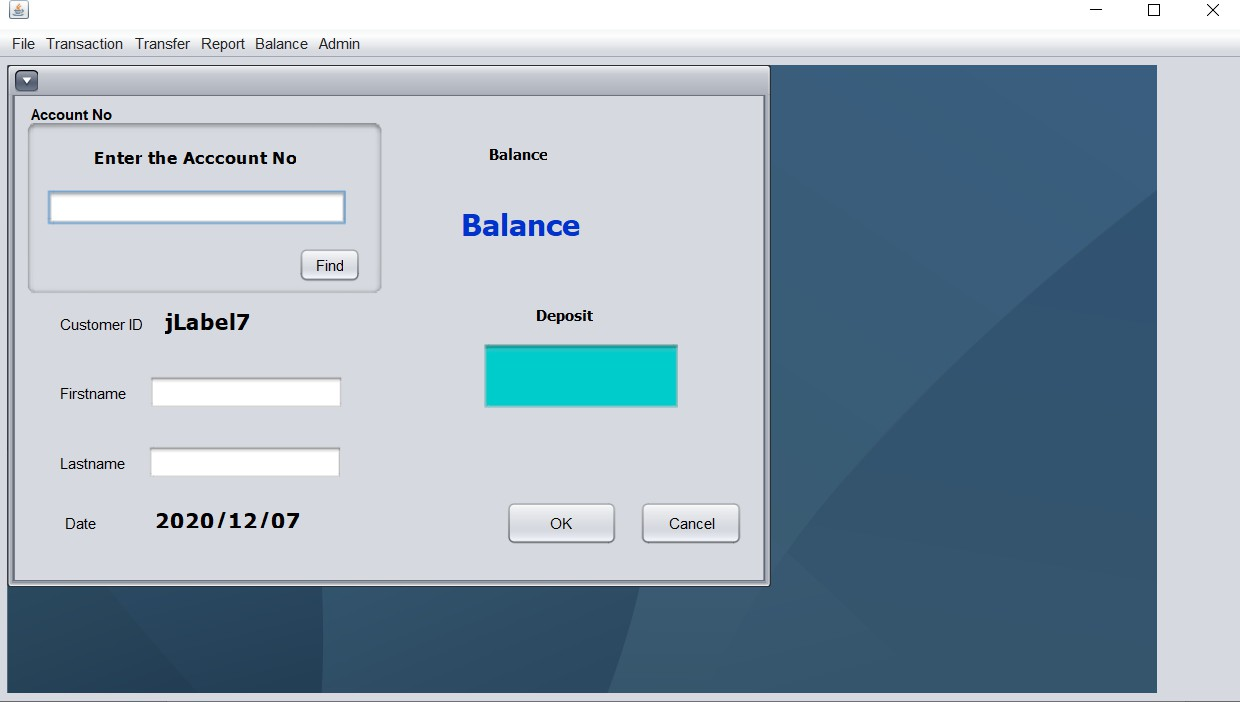 File Transaction Transfer Report Balance Admin
Account No
Enter the Acccount No
Find
Customer ID jLabel7
Firstname
Lastname
Date 2020/12/07
Balance
Balance
Deposit
OK Cancel